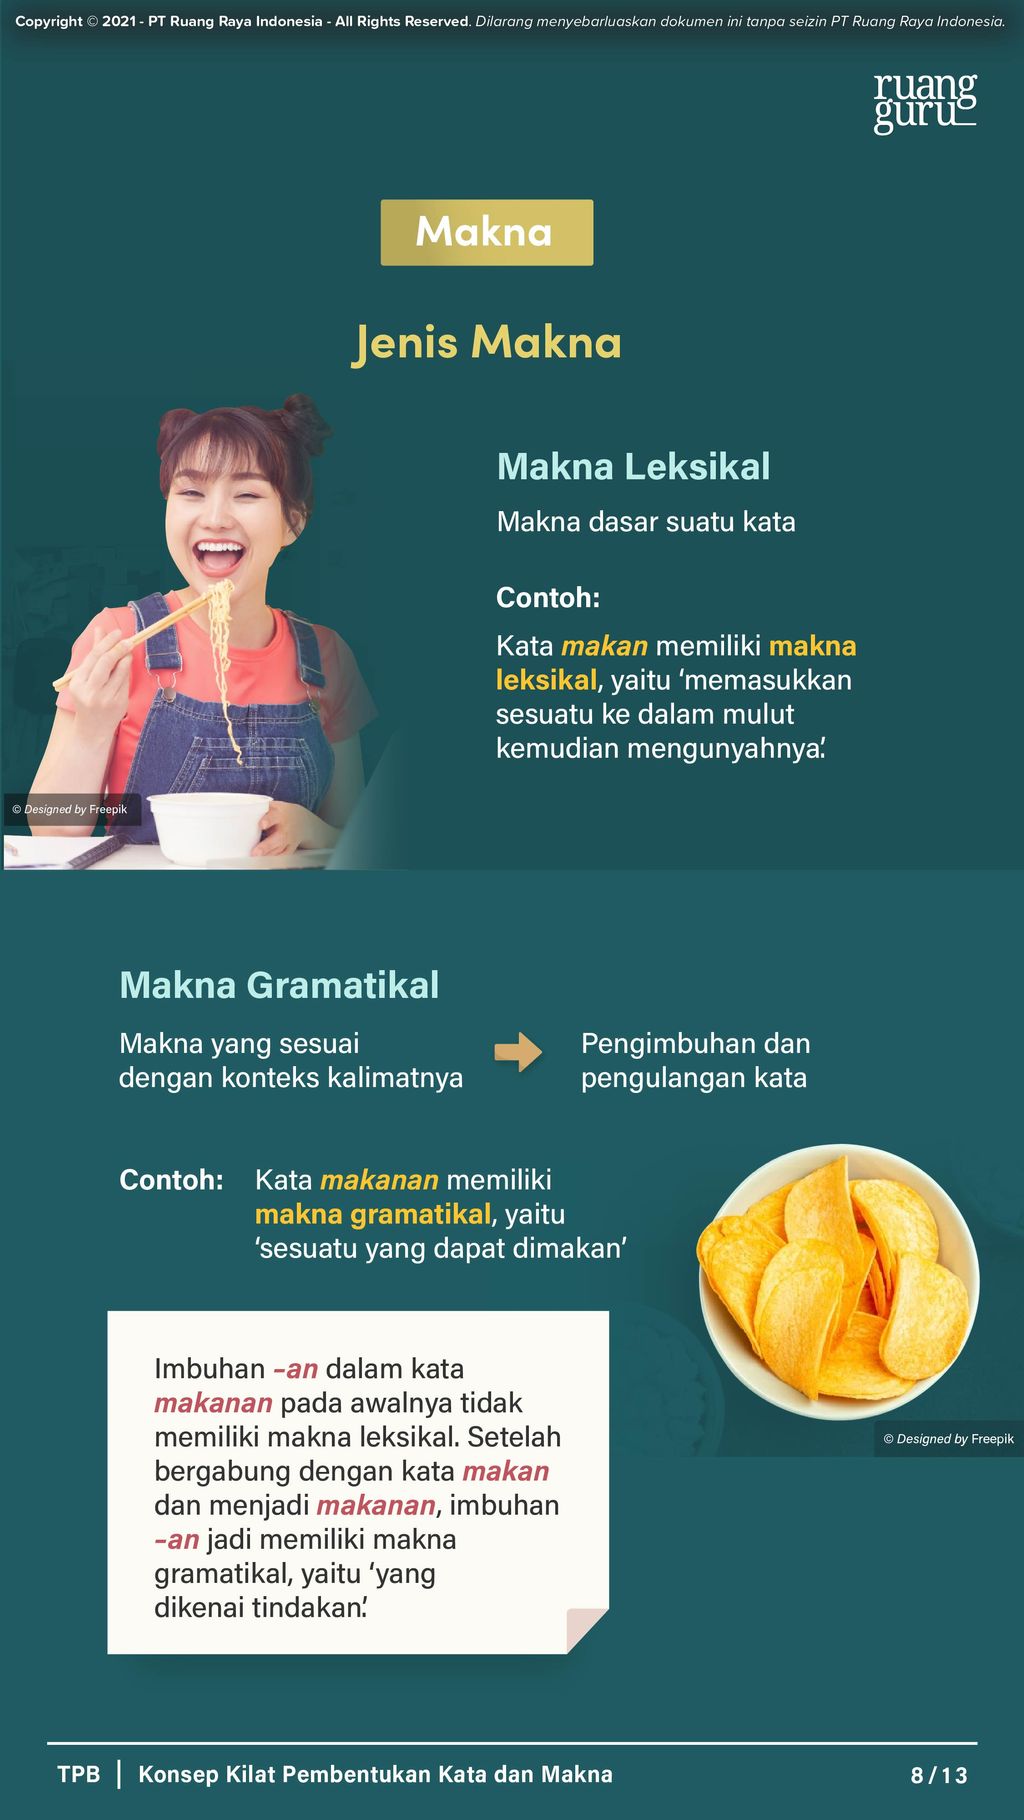 Copyright © 2021 - PT Ruang Raya Indonesia - All Rights Reserved. Dilarang menyebarluaskan dokumen ini tanpa seizin PT Ruang Raya Indonesia.
ruang
guru
Makna
Jenis Makna
Makna Leksikal
Makna dasar suatu kata
Contoh:
Kata makan memiliki makna
leksikal, yaitu ‘memasukkan
sesuatu ke dalam mulut
kemudian mengunyahnya’.
© Designed by Freepik
Makna Gramatikal
Makna yang sesuai
dengan konteks kalimatnya
Pengimbuhan dan
pengulangan kata
Contoh: Kata makanan memiliki
makna gramatikal, yaitu
‘sesuatu yang dapat dimakan’
© Designed by Freepik
Imbuhan –an dalam kata
makanan pada awalnya tidak
memiliki makna leksikal. Setelah
bergabung dengan kata makan
dan menjadi makanan, imbuhan
–an jadi memiliki makna
gramatikal, yaitu ‘yang
dikenai tindakan’.
TPB | Konsep Kilat Pembentukan Kata dan Makna
8/13